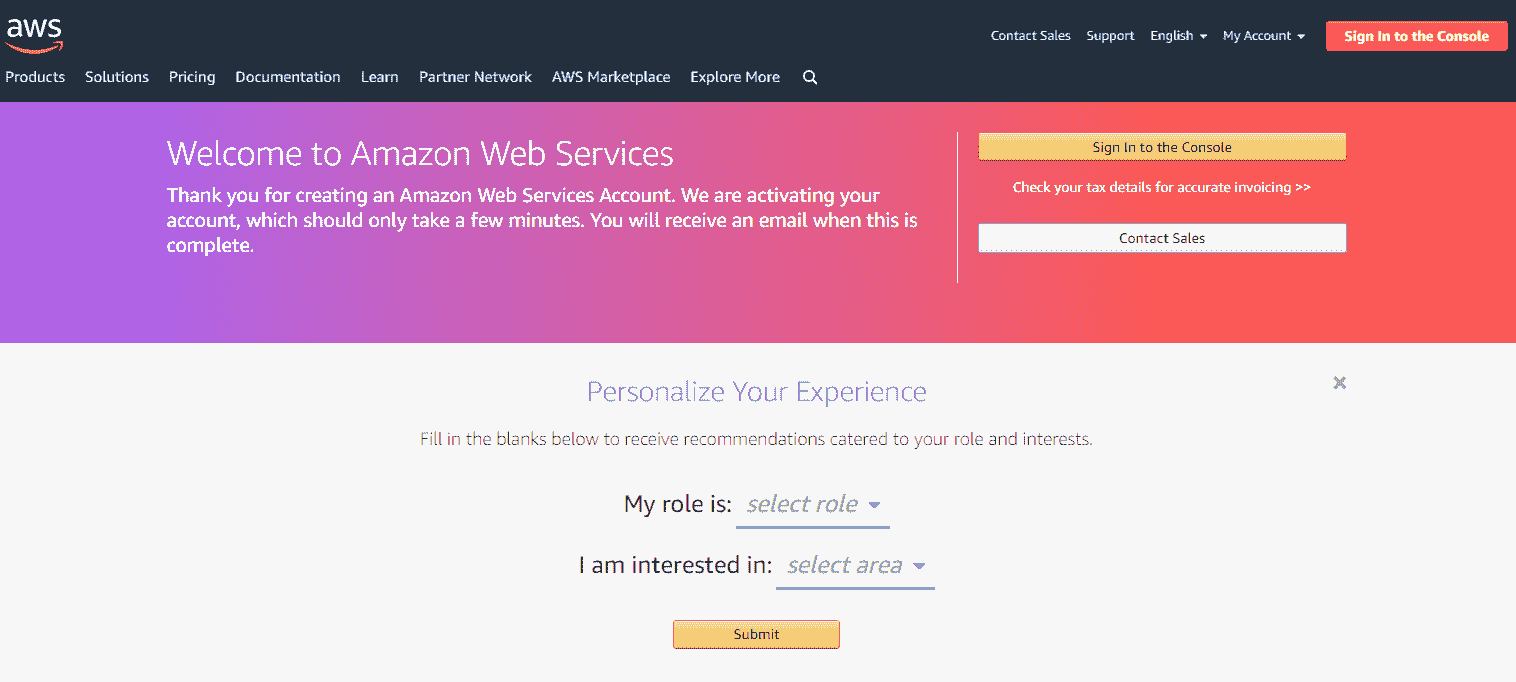 aws
Contact Sales Support English My Account Sign In to the Console
Products Solutions Pricing Documentation Learn Partner Network AWS Marketplace Explore More
Welcome to Amazon Web Services
Thank you for creating an Amazon Web Services Account. We are activating your
account, which should only take a few minutes. You will receive an email when this is
complete.
Sign In to the Console
Check your tax details for accurate invoicing >>
Contact Sales
Personalize Your Experience
Fill in the blanks below to receive recommendations catered to your role and interests.
My role is: select role
I am interested in: select area
Submit